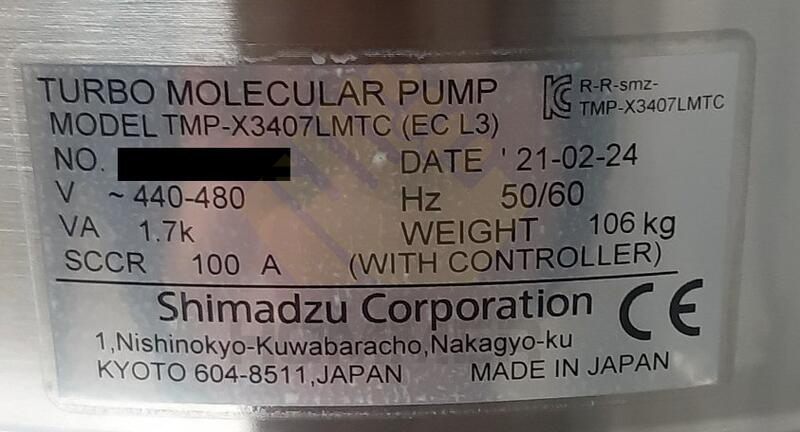 TURBO MOLECULAR PUMP
R-R-smz-
TMP-X3407LMTC
MODEL TMP-X3407LMTC (EC L3)
NO. DATE '21-02-24
V ~ 440-480 Hz 50/60
VA 1.7k WEIGHT 106 kg
SCCR 100 A (WITH CONTROLLER)
Shimadzu Corporation CE
1,Nishinokyo-Kuwabaracho,Nakagyo-ku
KYOTO 604-8511,JAPAN MADE IN JAPAN